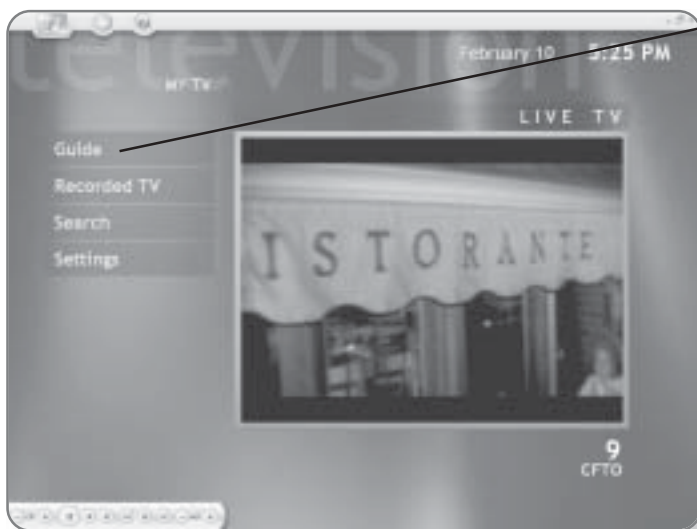 television
February 10 5:25 PM
MY TV
LIVE TV
Guide
Recorded TV
Search
Settings
ISTORANTE
9
CFTO